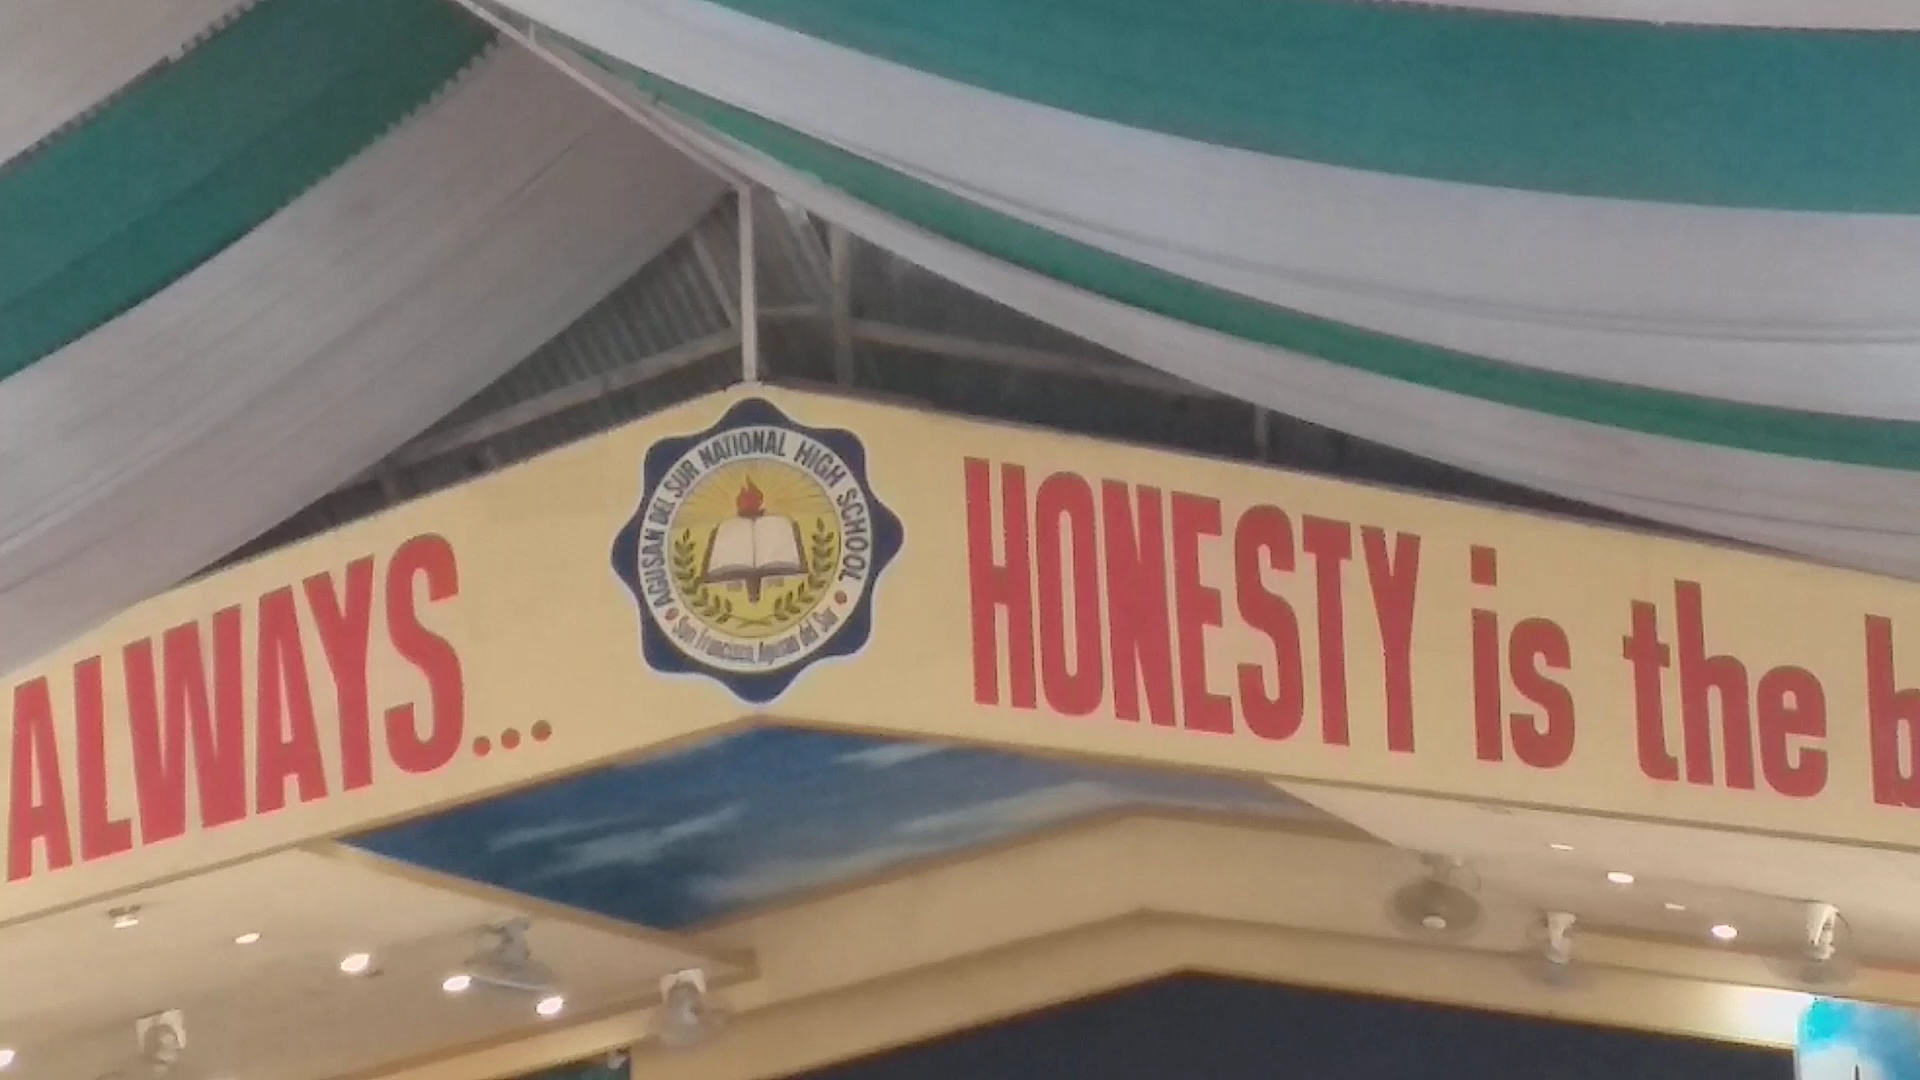 ALWAYS...
AGUSAN DEL SUR NATIONAL HIGH SCHOOL
San Francisco, Agusan del Sur
HONESTY is the b